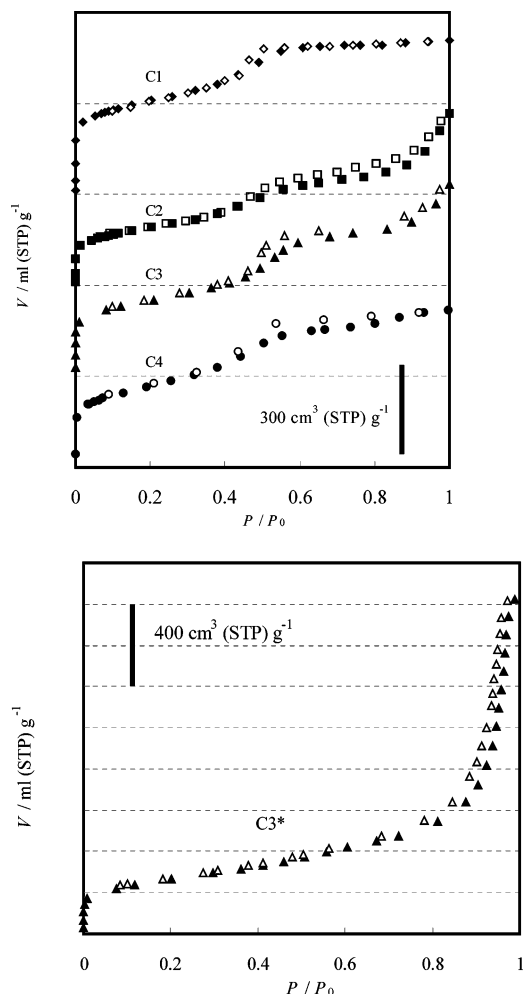 C1
C2
C3
C4
V / ml (STP) g⁻¹
300 cm³ (STP) g⁻¹
0 0.2 0.4 0.6 0.8 1
P / P₀
400 cm³ (STP) g⁻¹
V / ml (STP) g⁻¹
C3*
0 0.2 0.4 0.6 0.8 1
P / P₀